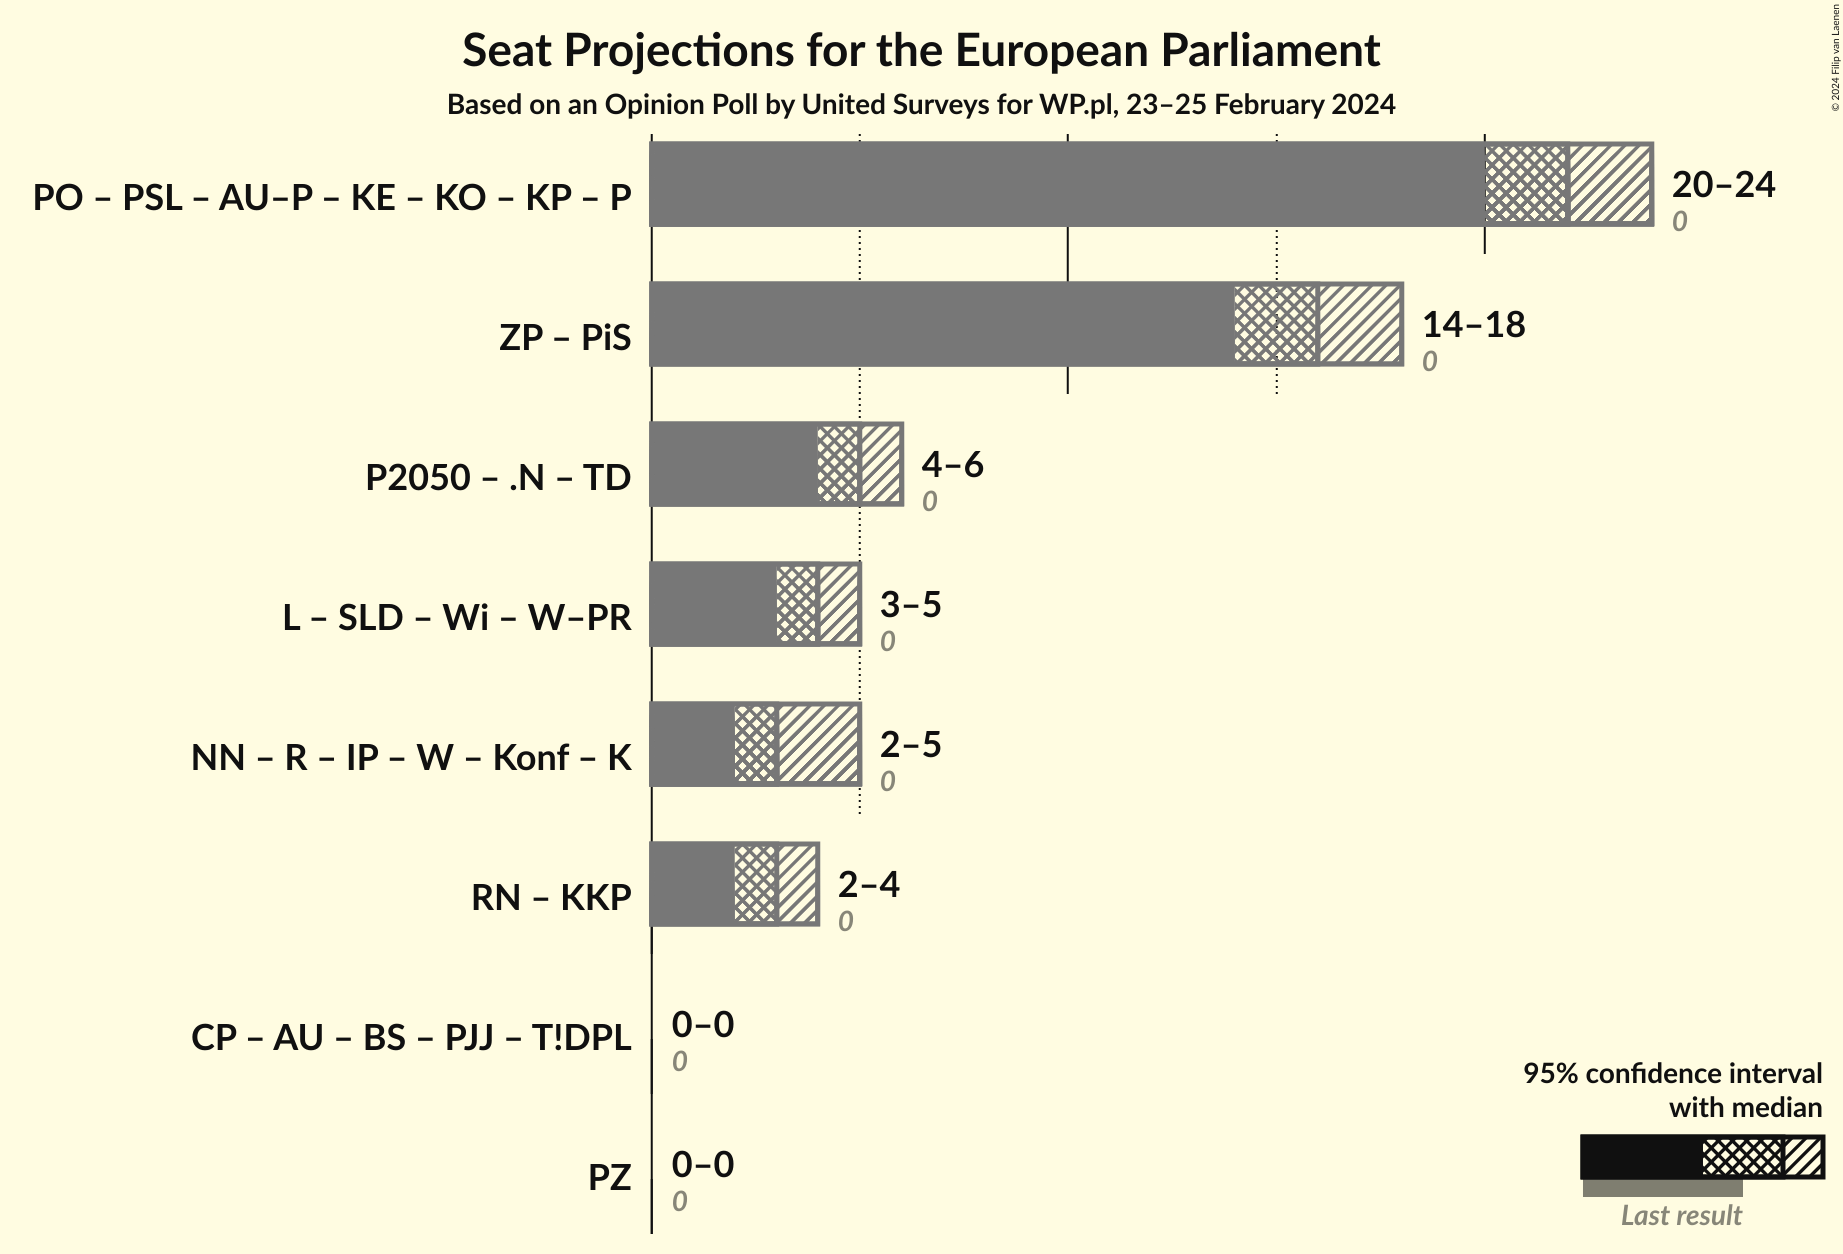 Seat Projections for the European Parliament
Based on an Opinion Poll by United Surveys for WP.pl, 23–25 February 2024
© 2024 Filip van Laenen
PO – PSL – AU–P – KE – KO – KP – P
20–24
0
ZP – PiS
14–18
0
P2050 – .N – TD
4–6
0
L – SLD – Wi – W–PR
3–5
0
NN – R – IP – W – Konf – K
2–5
0
RN – KKP
2–4
0
CP – AU – BS – PJJ – T!DPL
0–0
0
PZ
0–0
0
95% confidence interval
with median
Last result